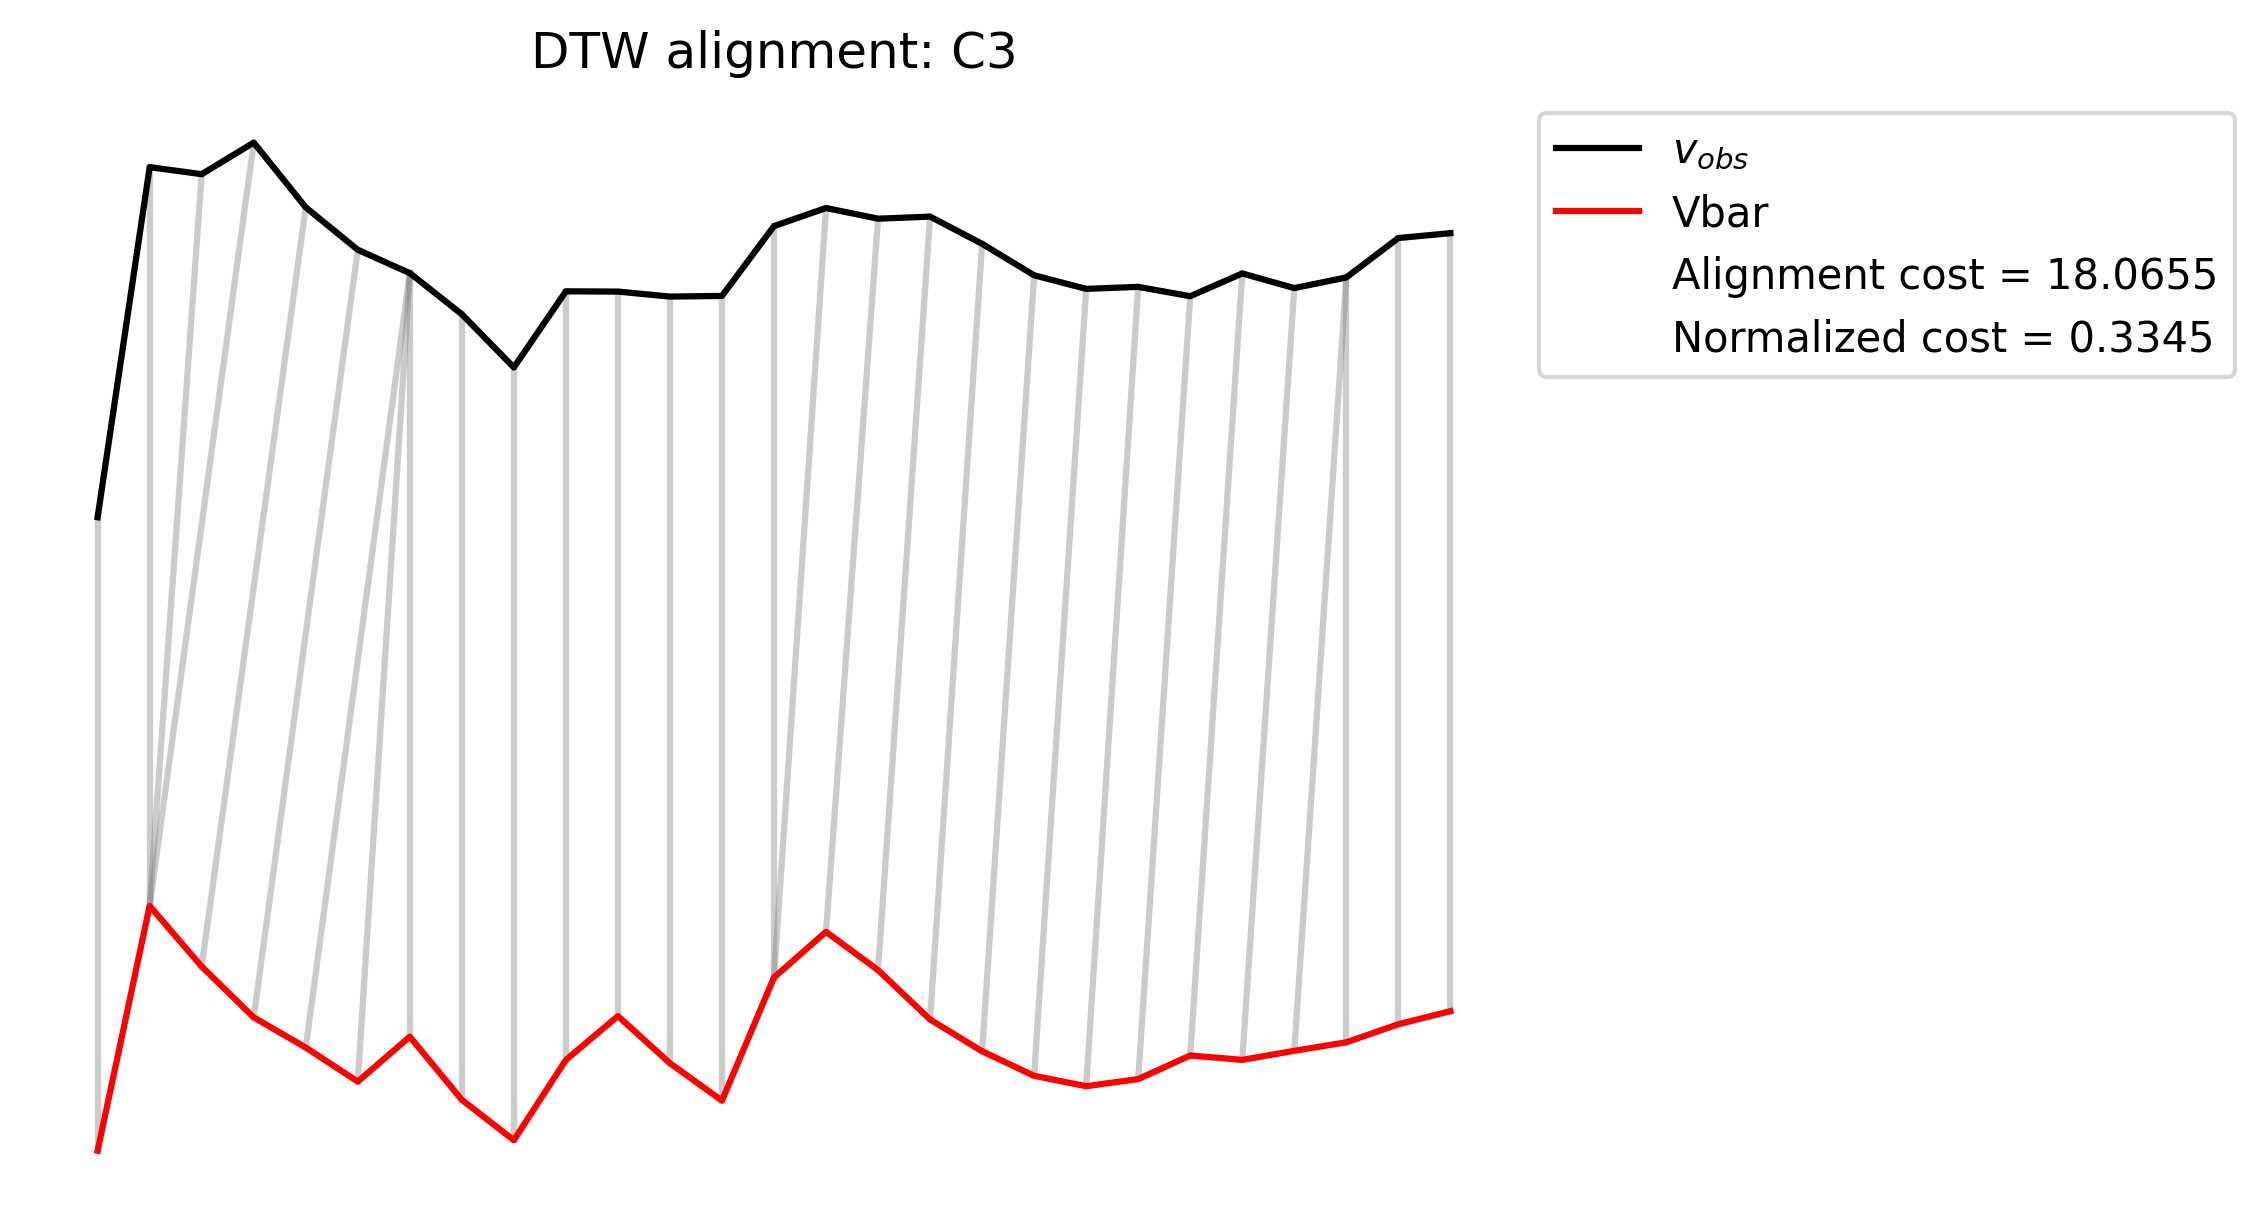 DTW alignment: C3
v_obs
Vbar
Alignment cost = 18.0655
Normalized cost = 0.3345